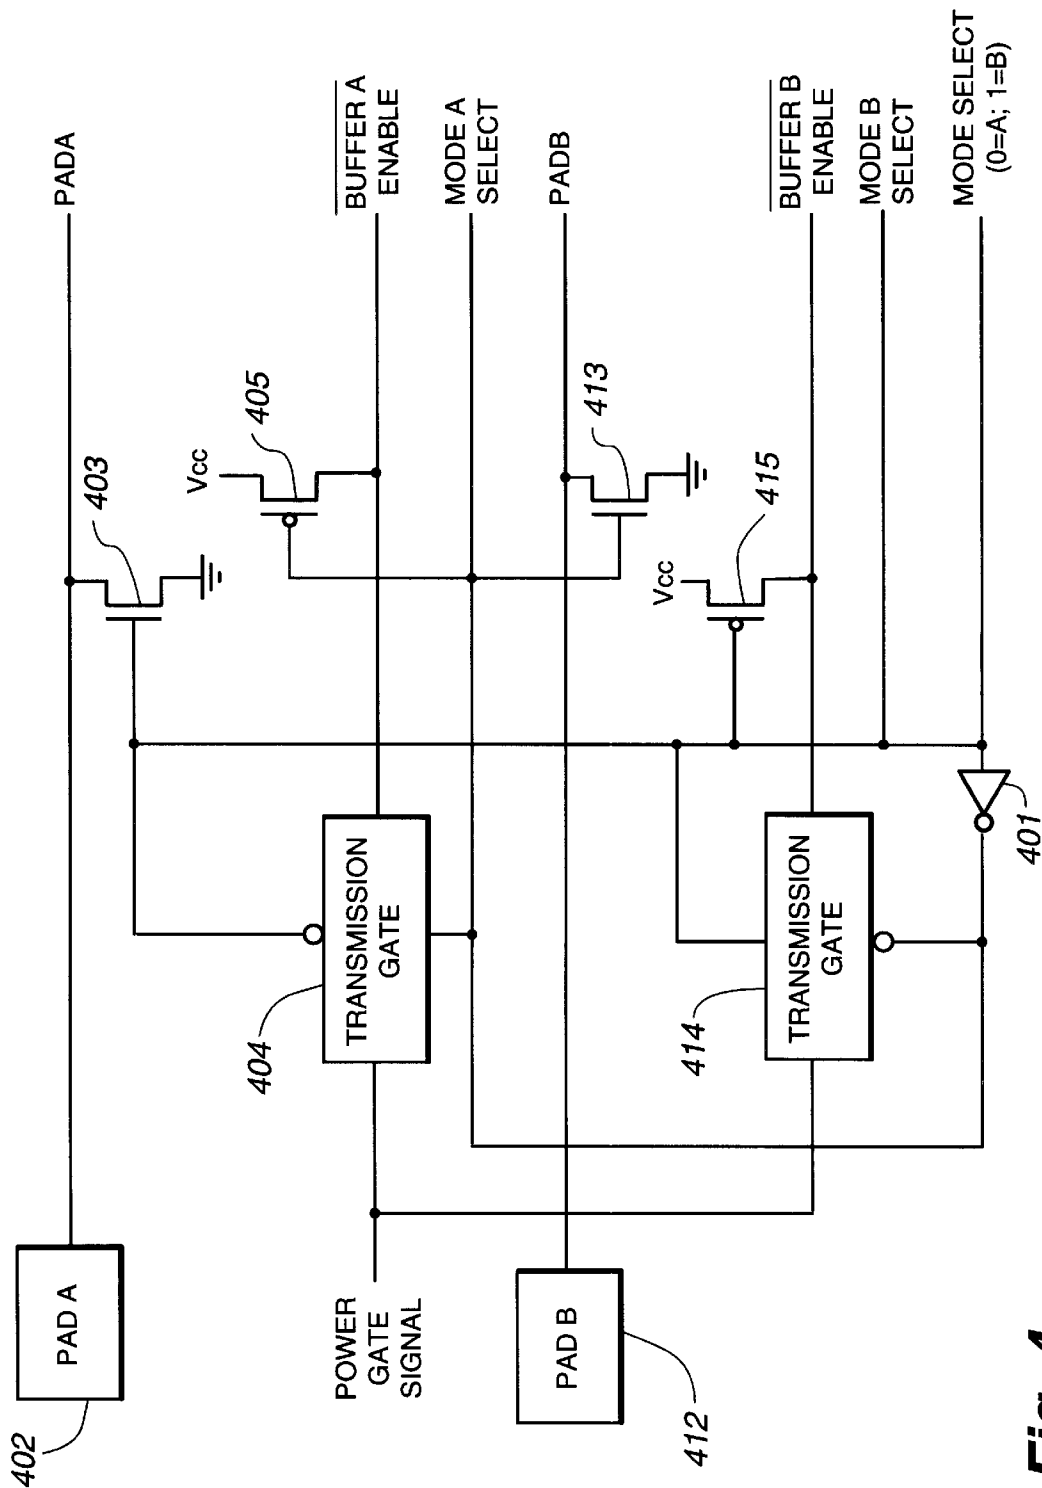 PADA
BUFFER A
ENABLE
MODE A
SELECT
PADB
BUFFER B
ENABLE
MODE B
SELECT
MODE SELECT
(0=A; 1=B)
403
Vcc
405
413
Vcc
415
401
TRANSMISSION
GATE
404
TRANSMISSION
GATE
414
PAD A
402
POWER
GATE
SIGNAL
PAD B
412